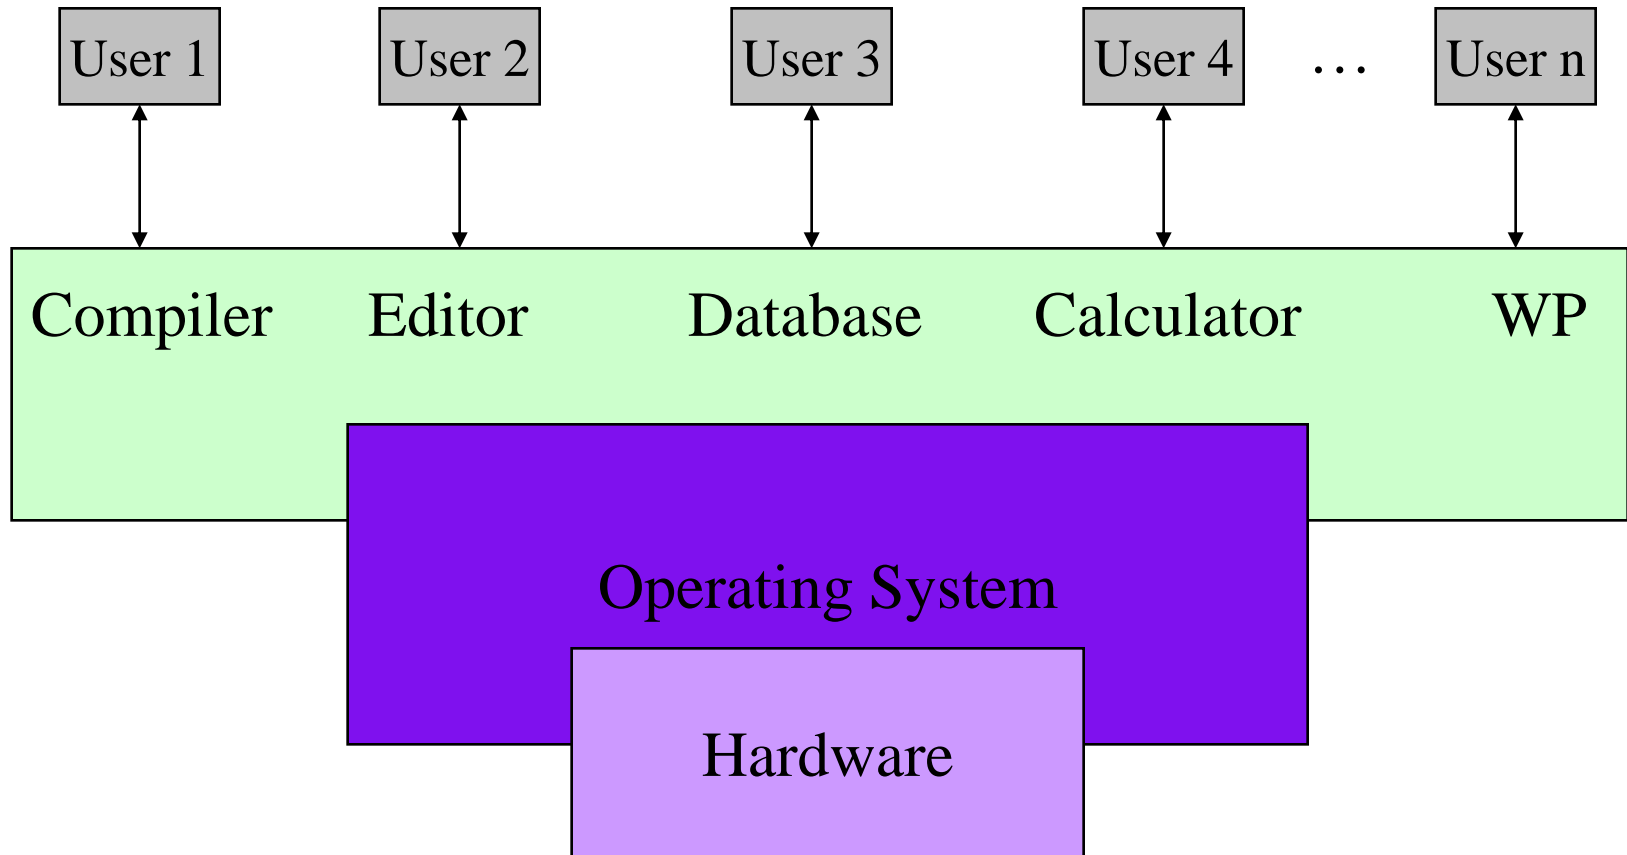 User 1 User 2 User 3 User 4 … User n
Compiler Editor Database Calculator WP
Operating System
Hardware